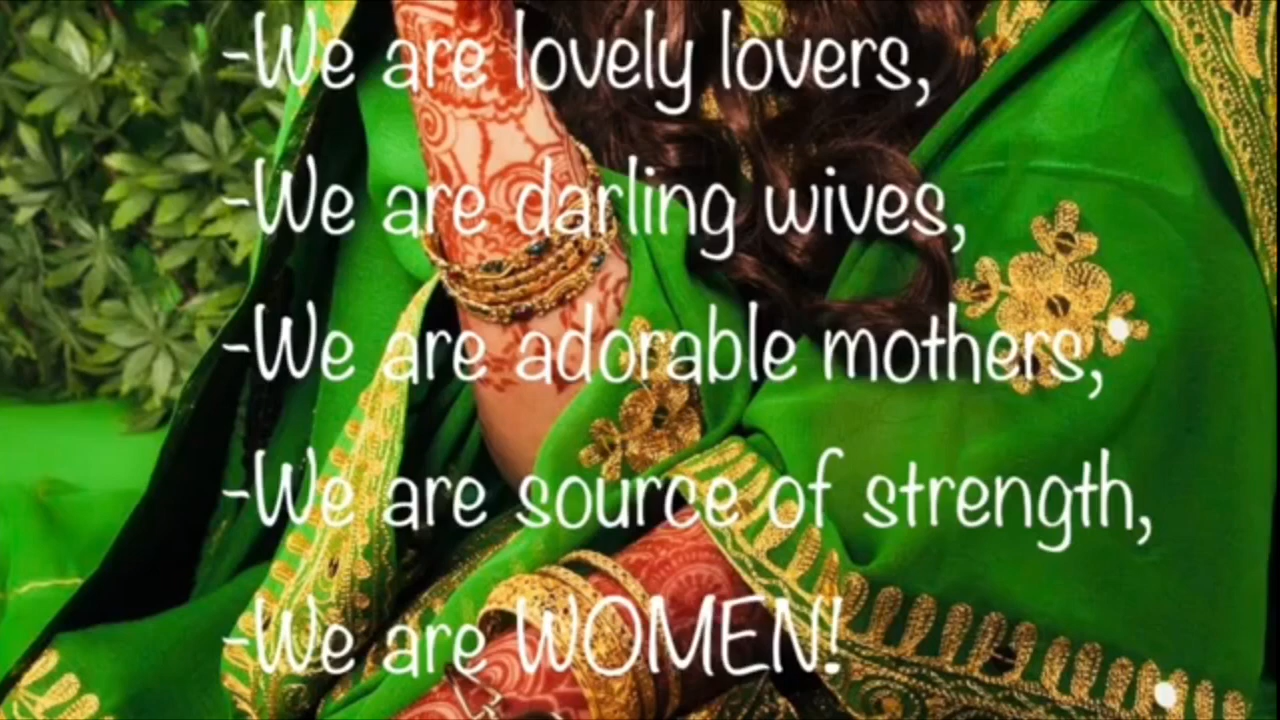 -We are lovely lovers,
-We are darling wives,
-We are adorable mothers,
-We are source of strength,
-We are WOMEN!